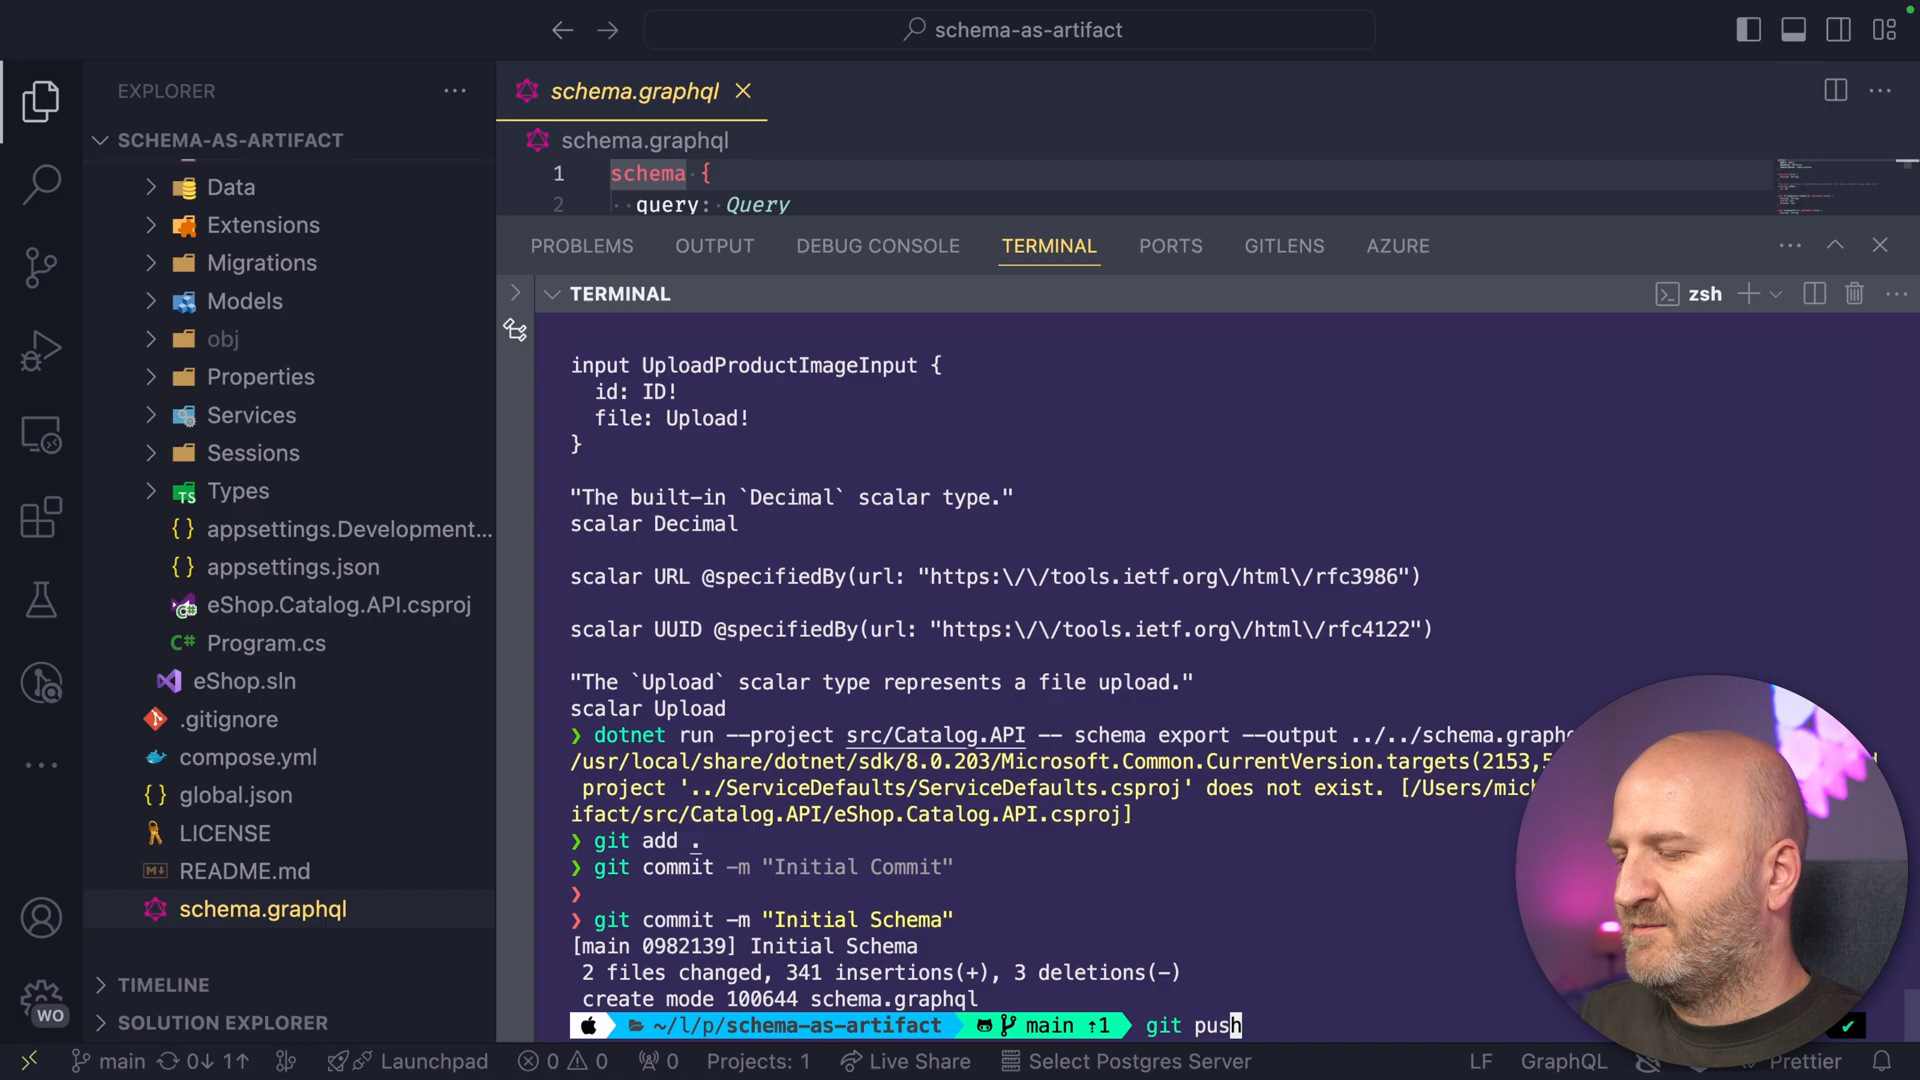 schema-as-artifact
EXPLORER
SCHEMA-AS-ARTIFACT
Data
Extensions
Migrations
Models
obj
Properties
Services
Sessions
Types
appsettings.Development...
appsettings.json
eShop.Catalog.API.csproj
Program.cs
eShop.sln
.gitignore
compose.yml
global.json
LICENSE
README.md
schema.graphql
TIMELINE
SOLUTION EXPLORER
WO
schema.graphql
schema.graphql
1 schema {
2 query: Query
PROBLEMS OUTPUT DEBUG CONSOLE TERMINAL PORTS GITLENS AZURE
TERMINAL
zsh
input UploadProductImageInput {
id: ID!
file: Upload!
}
"The built-in `Decimal` scalar type."
scalar Decimal
scalar URL @specifiedBy(url: "https:\/\/tools.ietf.org\/html\/rfc3986")
scalar UUID @specifiedBy(url: "https:\/\/tools.ietf.org\/html\/rfc4122")
"The `Upload` scalar type represents a file upload."
scalar Upload
❯ dotnet run --project src/Catalog.API -- schema export --output ../../schema.graphq
/usr/local/share/dotnet/sdk/8.0.203/Microsoft.Common.CurrentVersion.targets(2153,5
project '../ServiceDefaults/ServiceDefaults.csproj' does not exist. [/Users/mich
ifact/src/Catalog.API/eShop.Catalog.API.csproj]
❯ git add .
❯ git commit -m "Initial Commit"
❯
❯ git commit -m "Initial Schema"
[main 0982139] Initial Schema
2 files changed, 341 insertions(+), 3 deletions(-)
create mode 100644 schema.graphql
~/l/p/schema-as-artifact main ⇡1 git push
main 0↓ 1↑ Launchpad 0 0 0 Projects: 1 Live Share Select Postgres Server LF GraphQL Prettier